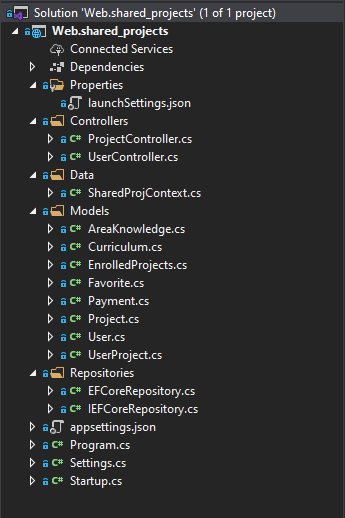 Solution 'Web.shared_projects' (1 of 1 project)
Web.shared_projects
Connected Services
Dependencies
Properties
launchSettings.json
Controllers
C# ProjectController.cs
C# UserController.cs
Data
C# SharedProjContext.cs
Models
C# AreaKnowledge.cs
C# Curriculum.cs
C# EnrolledProjects.cs
C# Favorite.cs
C# Payment.cs
C# Project.cs
C# User.cs
C# UserProject.cs
Repositories
C# EFCoreRepository.cs
C# IEFCoreRepository.cs
appsettings.json
C# Program.cs
C# Settings.cs
C# Startup.cs